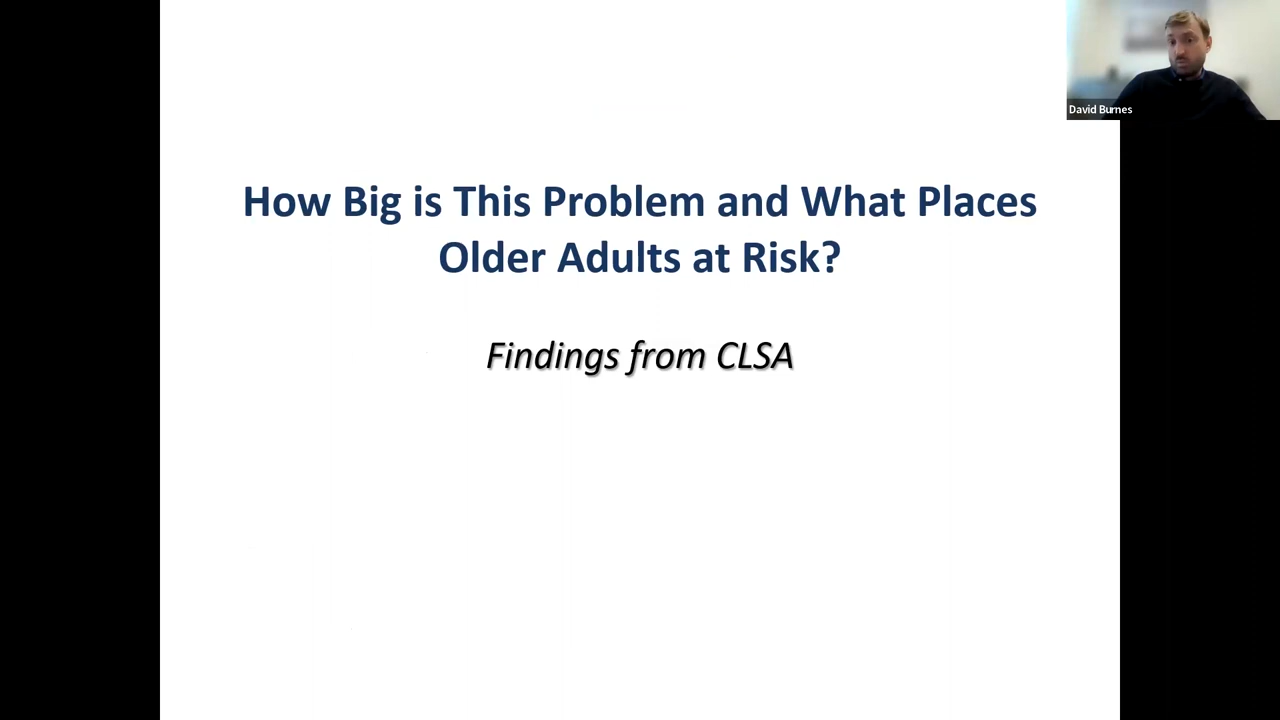 David Burnes
How Big is This Problem and What Places
Older Adults at Risk?
Findings from CLSA